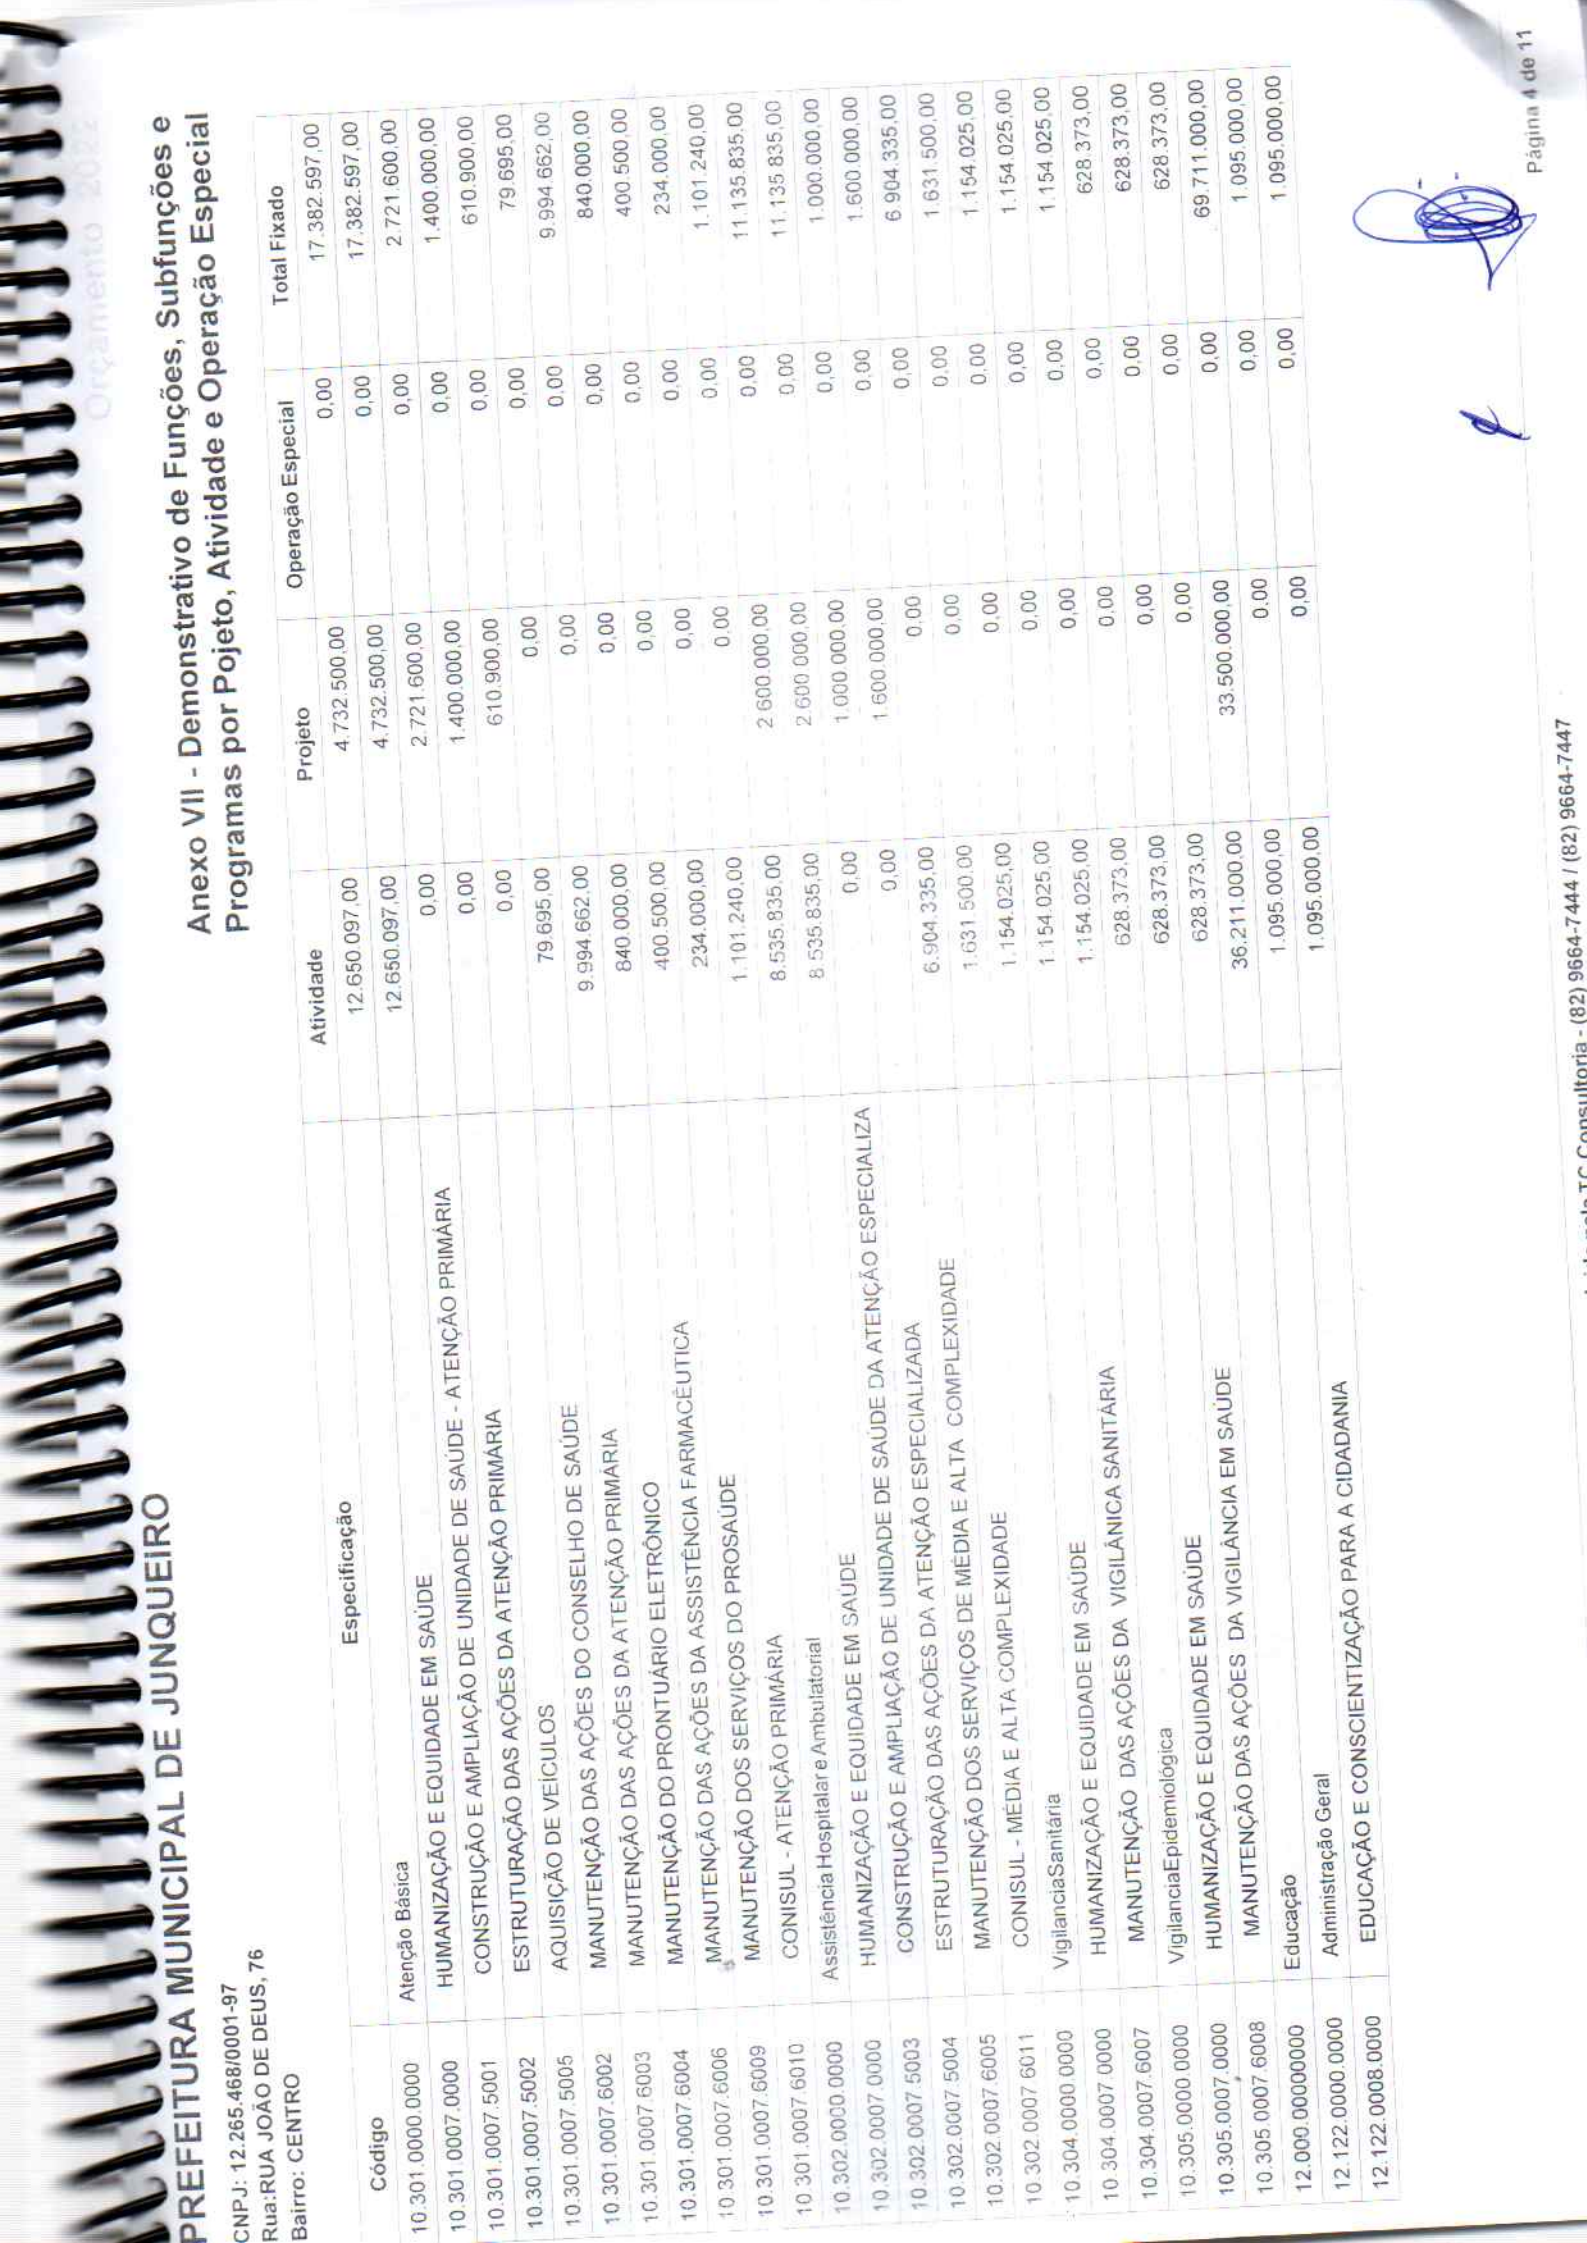 Orçamento 2022
PREFEITURA MUNICIPAL DE JUNQUEIRO
CNPJ: 12.265.468/0001-97
Rua:RUA JOÃO DE DEUS, 76
Bairro: CENTRO
Anexo VII - Demonstrativo de Funções, Subfunções e
Programas por Pojeto, Atividade e Operação Especial
Código Especificação Atividade Projeto Operação Especial Total Fixado
10.301.0000.0000 Atenção Básica 12.650.097,00 4.732.500,00 0,00 17.382.597,00
10.301.0007.0000 HUMANIZAÇÃO E EQUIDADE EM SAÚDE 12.650.097,00 4.732.500,00 0,00 17.382.597,00
10.301.0007.5001 CONSTRUÇÃO E AMPLIAÇÃO DE UNIDADE DE SAÚDE - ATENÇÃO PRIMÁRIA 0,00 2.721.600,00 0,00 2.721.600,00
10.301.0007.5002 ESTRUTURAÇÃO DAS AÇÕES DA ATENÇÃO PRIMÁRIA 0,00 1.400.000,00 0,00 1.400.000,00
10.301.0007.5005 AQUISIÇÃO DE VEÍCULOS 0,00 610.900,00 0,00 610.900,00
10.301.0007.6002 MANUTENÇÃO DAS AÇÕES DO CONSELHO DE SAÚDE 79.695,00 0,00 0,00 79.695,00
10.301.0007.6003 MANUTENÇÃO DAS AÇÕES DA ATENÇÃO PRIMÁRIA 9.994.662,00 0,00 0,00 9.994.662,00
10.301.0007.6004 MANUTENÇÃO DO PRONTUÁRIO ELETRÔNICO 840.000,00 0,00 0,00 840.000,00
10.301.0007.6006 MANUTENÇÃO DAS AÇÕES DA ASSISTÊNCIA FARMACÊUTICA 400.500,00 0,00 0,00 400.500,00
10.301.0007.6009 MANUTENÇÃO DOS SERVIÇOS DO PROSAÚDE 234.000,00 0,00 0,00 234.000,00
10.301.0007.6010 CONISUL - ATENÇÃO PRIMÁRIA 1.101.240,00 0,00 0,00 1.101.240,00
10.302.0000.0000 Assistência Hospitalar e Ambulatorial 8.535.835,00 2.600.000,00 0,00 11.135.835,00
10.302.0007.0000 HUMANIZAÇÃO E EQUIDADE EM SAÚDE 8.535.835,00 2.600.000,00 0,00 11.135.835,00
10.302.0007.5003 CONSTRUÇÃO E AMPLIAÇÃO DE UNIDADE DE SAÚDE DA ATENÇÃO ESPECIALIZA 0,00 1.000.000,00 0,00 1.000.000,00
10.302.0007.5004 ESTRUTURAÇÃO DAS AÇÕES DA ATENÇÃO ESPECIALIZADA 0,00 1.600.000,00 0,00 1.600.000,00
10.302.0007.6005 MANUTENÇÃO DOS SERVIÇOS DE MÉDIA E ALTA COMPLEXIDADE 6.904.335,00 0,00 0,00 6.904.335,00
10.302.0007.6011 CONISUL - MÉDIA E ALTA COMPLEXIDADE 1.631.500,00 0,00 0,00 1.631.500,00
10.304.0000.0000 Vigilancia Sanitária 1.154.025,00 0,00 0,00 1.154.025,00
10.304.0007.0000 HUMANIZAÇÃO E EQUIDADE EM SAÚDE 1.154.025,00 0,00 0,00 1.154.025,00
10.304.0007.6007 MANUTENÇÃO DAS AÇÕES DA VIGILÂNICA SANITÁRIA 1.154.025,00 0,00 0,00 1.154.025,00
10.305.0000.0000 Vigilancia Epidemiológica 628.373,00 0,00 0,00 628.373,00
10.305.0007.0000 HUMANIZAÇÃO E EQUIDADE EM SAÚDE 628.373,00 0,00 0,00 628.373,00
10.305.0007.6008 MANUTENÇÃO DAS AÇÕES DA VIGILÂNCIA EM SAÚDE 628.373,00 0,00 0,00 628.373,00
12.000.00000000 Educação 36.211.000,00 33.500.000,00 0,00 69.711.000,00
12.122.0000.0000 Administração Geral 1.095.000,00 0,00 0,00 1.095.000,00
12.122.0008.0000 EDUCAÇÃO E CONSCIENTIZAÇÃO PARA A CIDADANIA 1.095.000,00 0,00 0,00 1.095.000,00
TC Consultoria - (82) 9664-7444 / (82) 9664-7447
Página 4 de 11